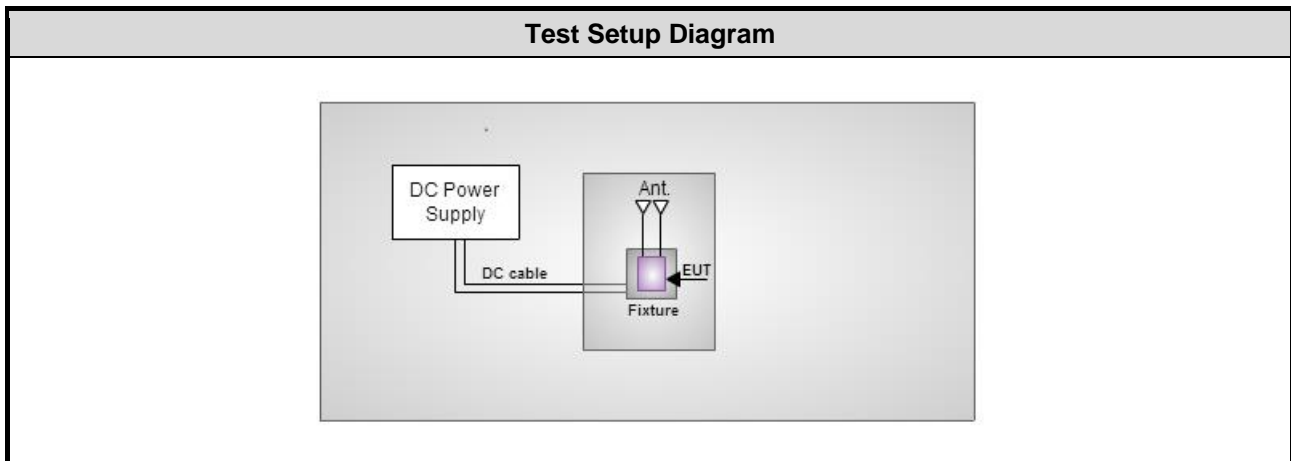 Test Setup Diagram
DC Power
Supply
Ant.
DC cable
EUT
Fixture